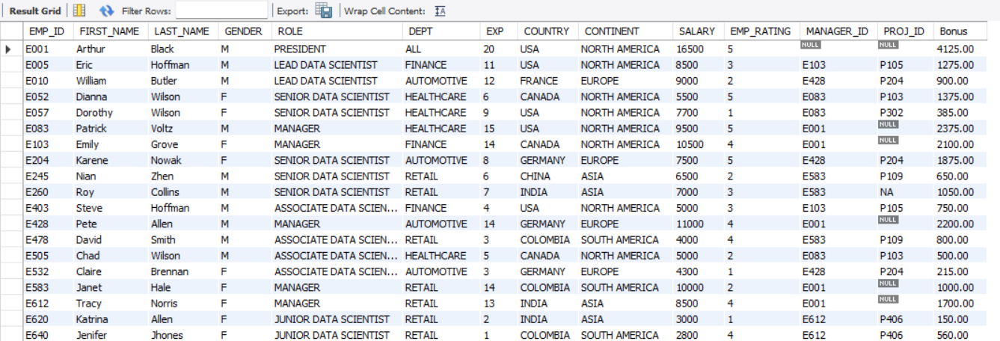 Result Grid Filter Rows: Export: Wrap Cell Content: IA
EMP_ID FIRST_NAME LAST_NAME GENDER ROLE DEPT EXP COUNTRY CONTINENT SALARY EMP_RATING MANAGER_ID PROJ_ID Bonus
E001 Arthur Black M PRESIDENT ALL 20 USA NORTH AMERICA 16500 5 NULL NULL 4125.00
E005 Eric Hoffman M LEAD DATA SCIENTIST FINANCE 11 USA NORTH AMERICA 8500 3 E103 P105 1275.00
E010 William Butler M LEAD DATA SCIENTIST AUTOMOTIVE 12 FRANCE EUROPE 9000 2 E428 P204 900.00
E052 Dianna Wilson F SENIOR DATA SCIENTIST HEALTHCARE 6 CANADA NORTH AMERICA 5500 5 E083 P103 1375.00
E057 Dorothy Wilson F SENIOR DATA SCIENTIST HEALTHCARE 9 USA NORTH AMERICA 7700 1 E083 P302 385.00
E083 Patrick Voltz M MANAGER HEALTHCARE 15 USA NORTH AMERICA 9500 5 E001 NULL 2375.00
E103 Emily Grove F MANAGER FINANCE 14 CANADA NORTH AMERICA 10500 4 E001 NULL 2100.00
E204 Karene Nowak F SENIOR DATA SCIENTIST AUTOMOTIVE 8 GERMANY EUROPE 7500 5 E428 P204 1875.00
E245 Nian Zhen M SENIOR DATA SCIENTIST RETAIL 6 CHINA ASIA 6500 2 E583 P109 650.00
E260 Roy Collins M SENIOR DATA SCIENTIST RETAIL 7 INDIA ASIA 7000 3 E583 NA 1050.00
E403 Steve Hoffman M ASSOCIATE DATA SCIEN... FINANCE 4 USA NORTH AMERICA 5000 3 E103 P105 750.00
E428 Pete Allen M MANAGER AUTOMOTIVE 14 GERMANY EUROPE 11000 4 E001 NULL 2200.00
E478 David Smith M ASSOCIATE DATA SCIEN... RETAIL 3 COLOMBIA SOUTH AMERICA 4000 4 E583 P109 800.00
E505 Chad Wilson M ASSOCIATE DATA SCIEN... HEALTHCARE 5 CANADA NORTH AMERICA 5000 2 E083 P103 500.00
E532 Claire Brennan F ASSOCIATE DATA SCIEN... AUTOMOTIVE 3 GERMANY EUROPE 4300 1 E428 P204 215.00
E583 Janet Hale F MANAGER RETAIL 14 COLOMBIA SOUTH AMERICA 10000 2 E001 NULL 1000.00
E612 Tracy Norris F MANAGER RETAIL 13 INDIA ASIA 8500 4 E001 NULL 1700.00
E620 Katrina Allen F JUNIOR DATA SCIENTIST RETAIL 2 INDIA ASIA 3000 1 E612 P406 150.00
E640 Jenifer Jhones F JUNIOR DATA SCIENTIST RETAIL 1 COLOMBIA SOUTH AMERICA 2800 4 E612 P406 560.00